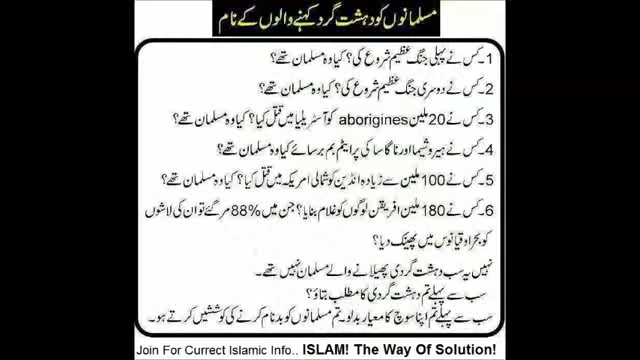 مسلمانوں کو دہشت گرد کہنے والوں کے نام
1۔ کس نے پہلی جنگ عظیم شروع کی؟ کیا وہ مسلمان تھے؟
2۔ کس نے دوسری جنگ عظیم شروع کی؟ کیا وہ مسلمان تھے؟
3۔ کس نے 20 ملین aborigines کو آسٹریلیا میں قتل کیا؟ کیا وہ مسلمان تھے؟
4۔ کس نے ہیروشیما اور ناگاسا کی پر ایٹم بم برسائے کیا وہ مسلمان تھے؟
5۔ کس نے 100 ملین سے زیادہ انڈین کو شمالی امریکہ میں قتل کیا؟ کیا وہ مسلمان تھے؟
6۔ کس نے 180 ملین افریقن لوگوں کو غلام بنایا؟ جن میں %88 مر گئے تو ان کی لاشوں
کو بحر اوقیانوس میں پھینک دیا؟
نہیں یہ سب دہشت گردی پھیلانے والے مسلمان نہیں تھے۔
سب سے پہلے تم دہشت گردی کا مطلب بتاؤ؟
سب سے پہلے تم اپنا سوچ کا معیار بدلو۔ تم مسلمانوں کو بدنام کرنے کی کوششیں کرتے ہو۔
Join For Currect Islamic Info.. ISLAM! The Way Of Solution!